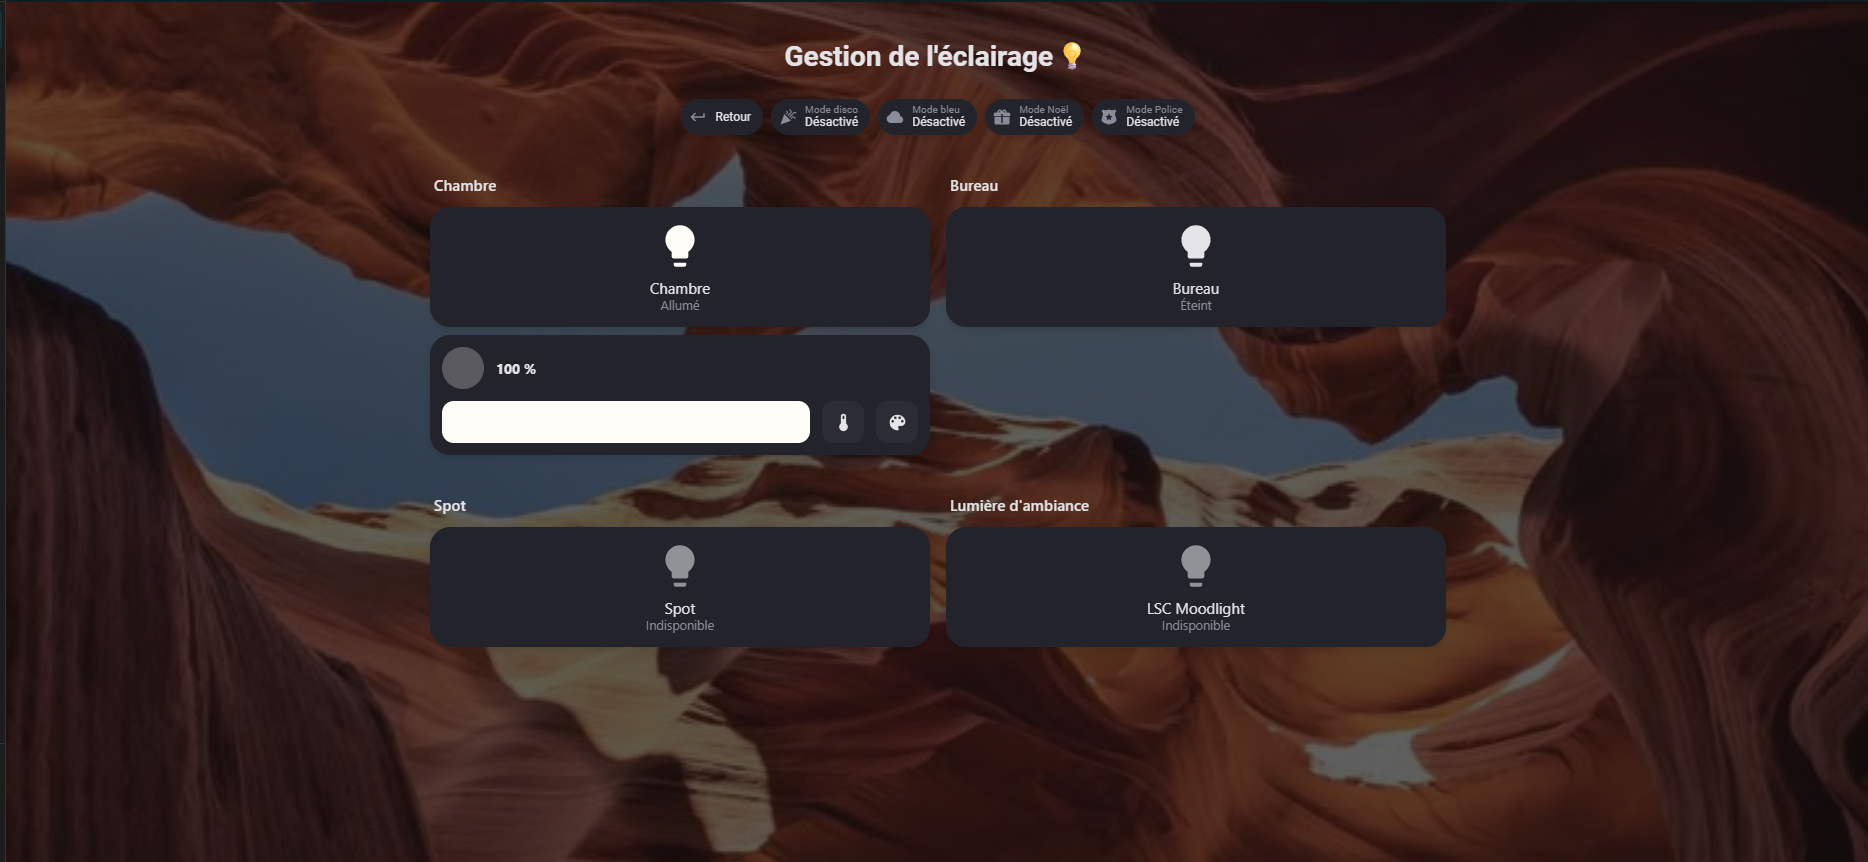 Gestion de l'éclairage 💡
Retour
Mode disco
Désactivé
Mode bleu
Désactivé
Mode Noël
Désactivé
Mode Police
Désactivé
Chambre
Bureau
Chambre
Allumé
Bureau
Éteint
100 %
Spot
Lumière d'ambiance
Spot
Indisponible
LSC Moodlight
Indisponible